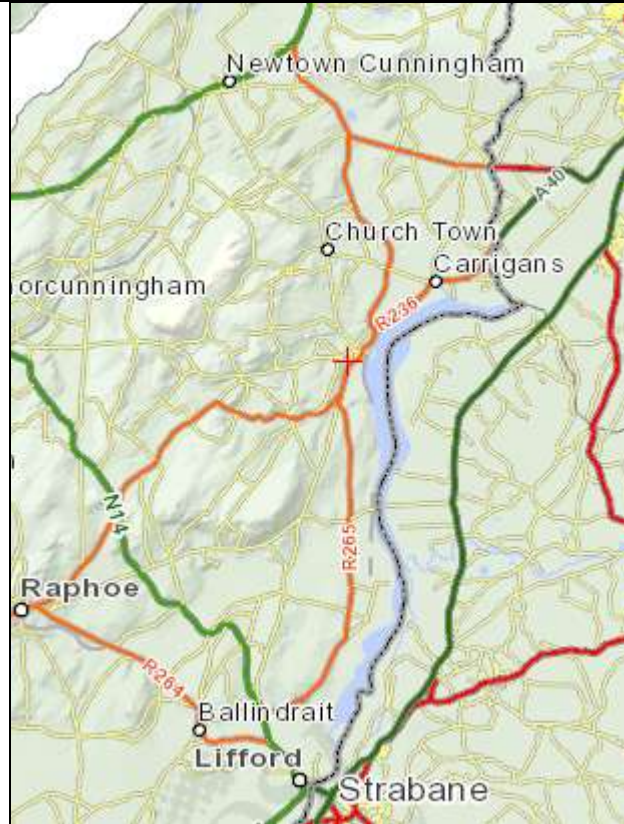 Newtown Cunningham
A40
Church Town
Carrigans
orcunningham
R236
N14
R265
Raphoe
R264
Ballindrait
Lifford
Strabane